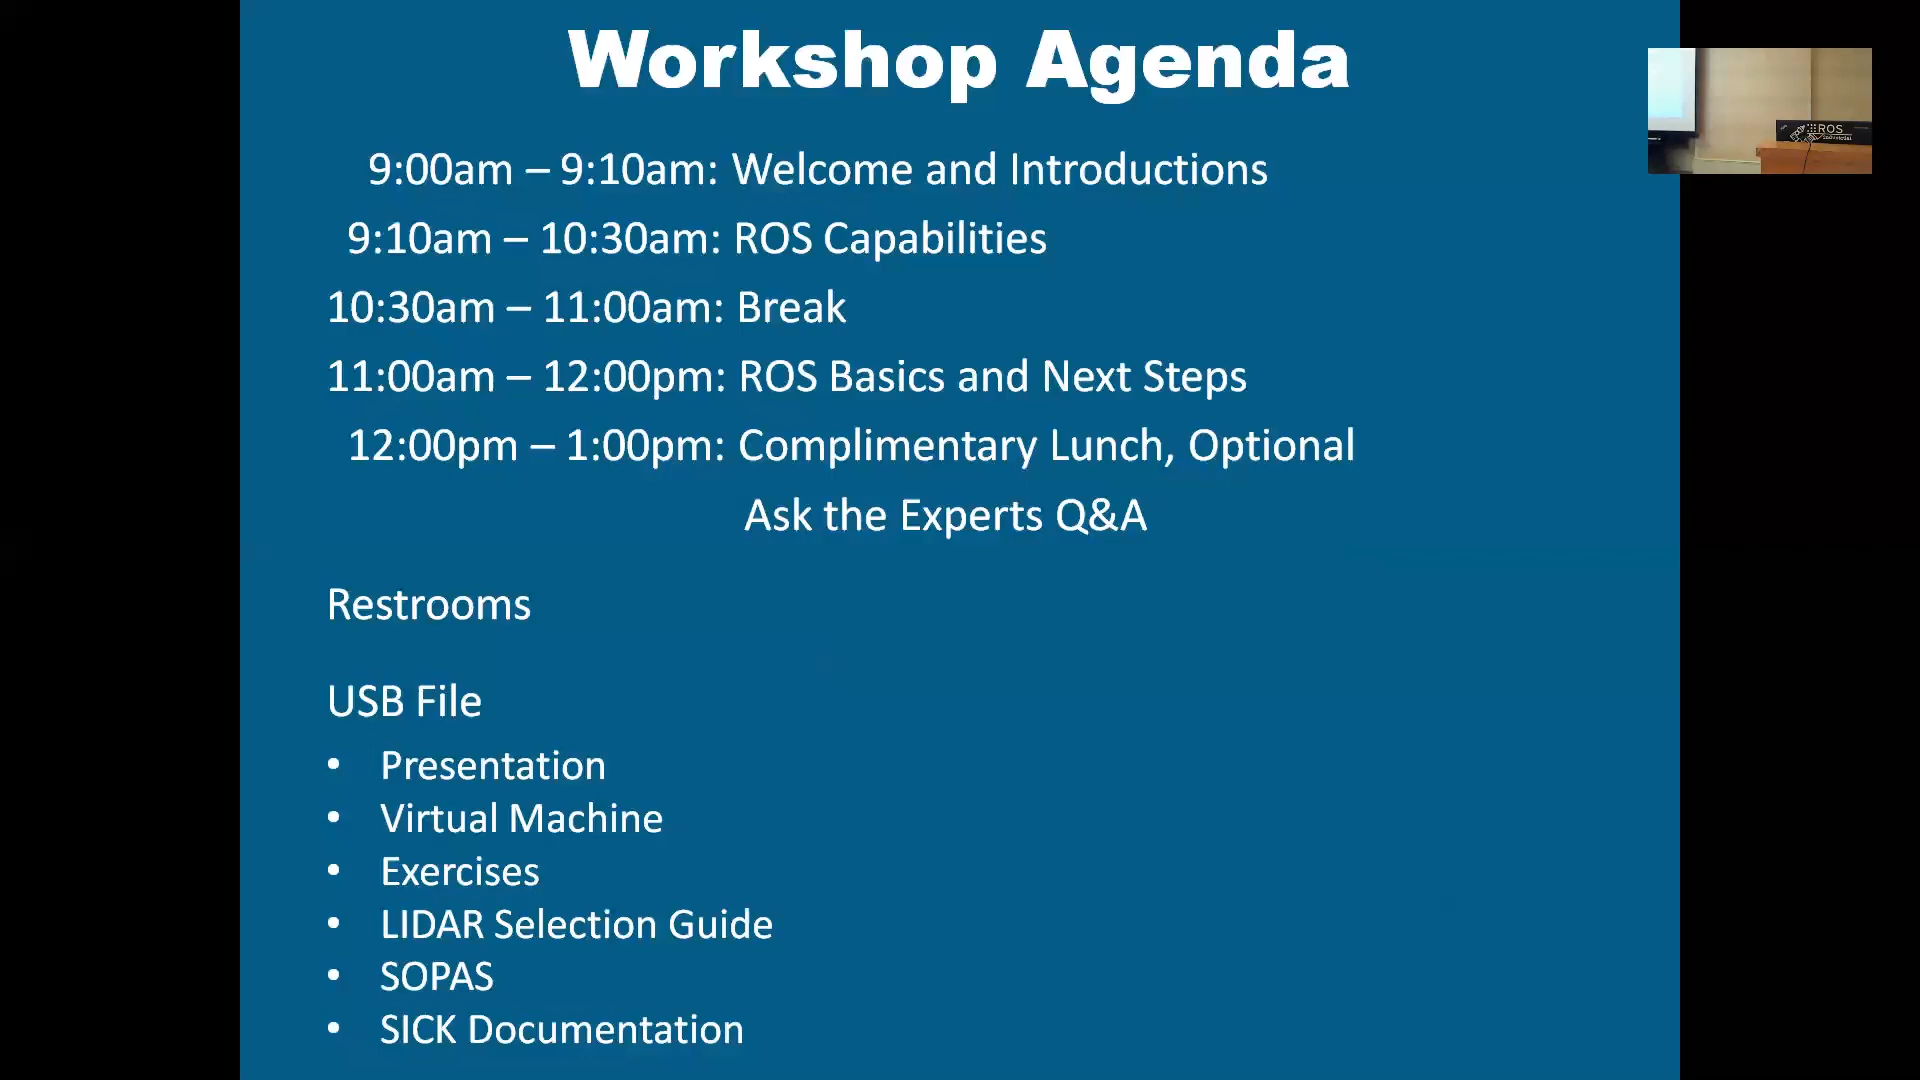 Workshop Agenda
9:00am – 9:10am: Welcome and Introductions
9:10am – 10:30am: ROS Capabilities
10:30am – 11:00am: Break
11:00am – 12:00pm: ROS Basics and Next Steps
12:00pm – 1:00pm: Complimentary Lunch, Optional
Ask the Experts Q&A
Restrooms
USB File
• Presentation
• Virtual Machine
• Exercises
• LIDAR Selection Guide
• SOPAS
• SICK Documentation
ROS
Industrial